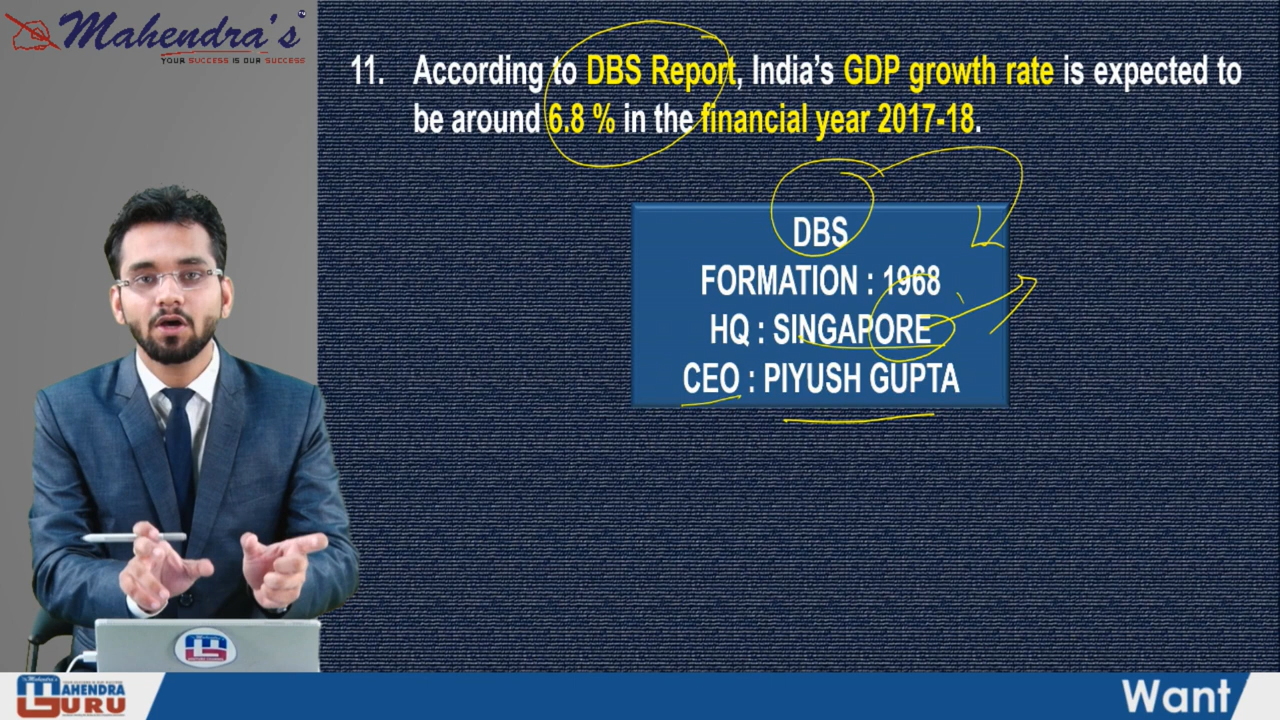 Mahendra's
YOUR SUCCESS IS OUR SUCCESS
11. According to DBS Report, India's GDP growth rate is expected to
be around 6.8 % in the financial year 2017-18.
DBS
FORMATION : 1968
HQ : SINGAPORE
CEO : PIYUSH GUPTA
MAHENDRA
GURU
Want